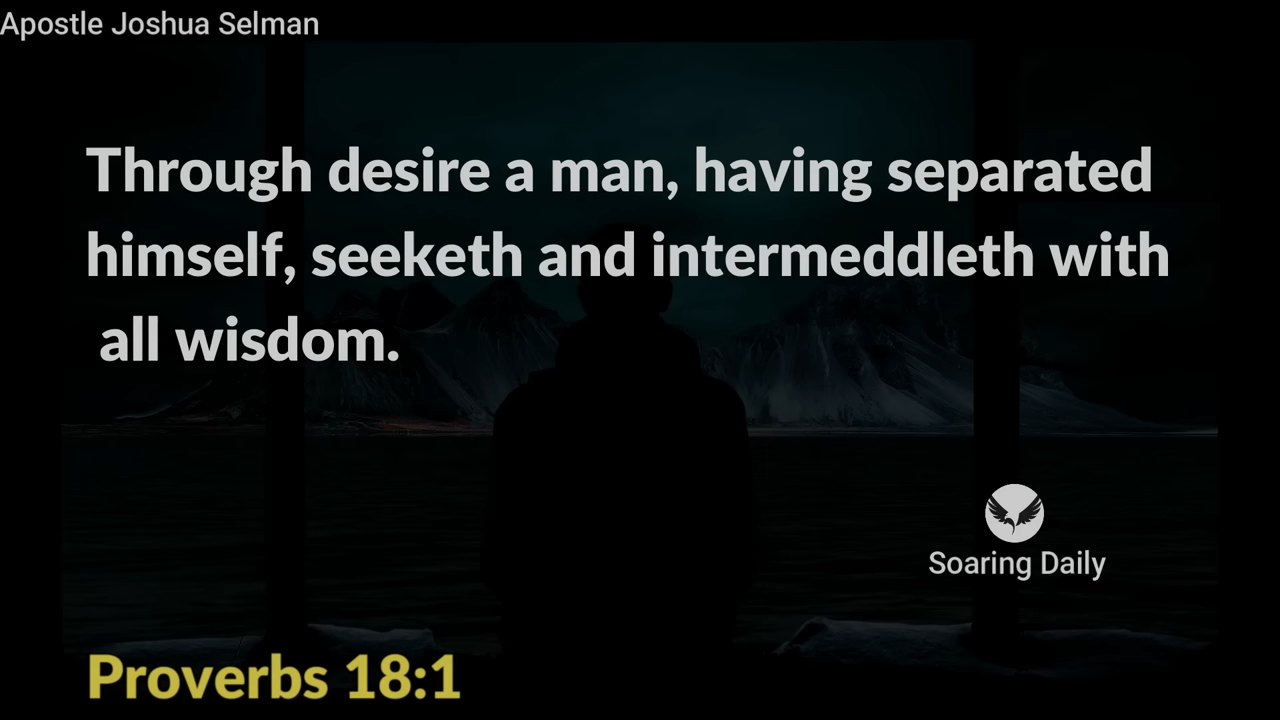 Apostle Joshua Selman
Through desire a man, having separated
himself, seeketh and intermeddleth with
all wisdom.
Soaring Daily
Proverbs 18:1